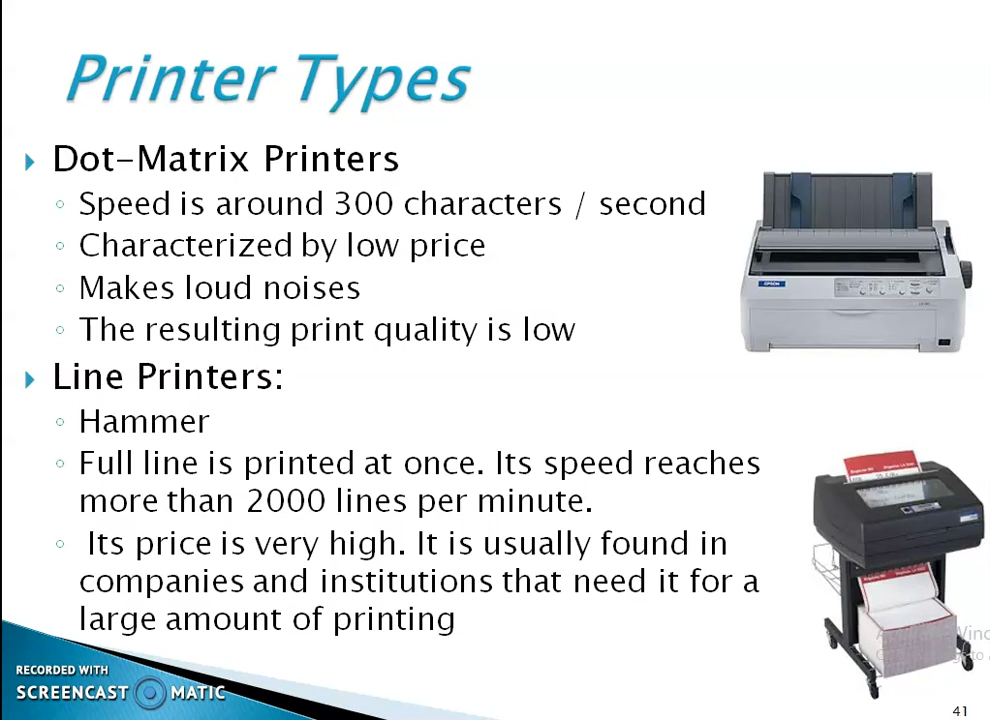 Printer Types
Dot-Matrix Printers
Speed is around 300 characters / second
Characterized by low price
Makes loud noises
The resulting print quality is low
EPSON
Line Printers:
Hammer
Full line is printed at once. Its speed reaches
more than 2000 lines per minute.
Its price is very high. It is usually found in
companies and institutions that need it for a
large amount of printing
RECORDED WITH
SCREENCAST MATIC
41